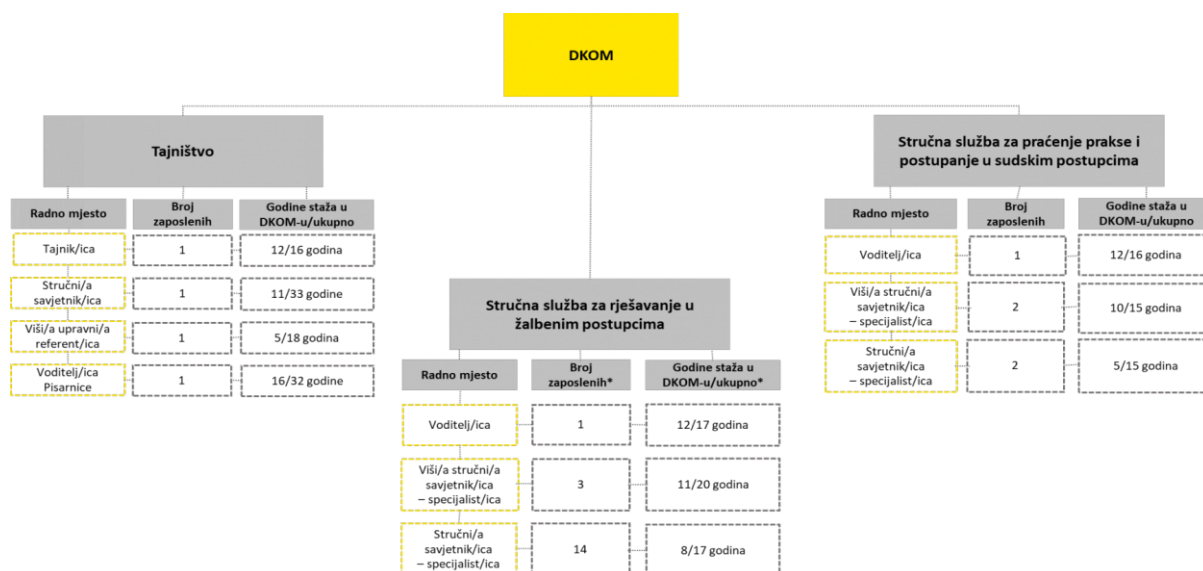 DKOM
Tajništvo
Radno mjesto
Broj
zaposlenih
Godine staža u
DKOM-u/ukupno
Tajnik/ica
1
12/16 godina
Stručni/a
savjetnik/ica
1
11/33 godine
Viši/a upravni/a
referent/ica
1
5/18 godina
Voditelj/ica
Pisarnice
1
16/32 godine
Stručna služba za rješavanje u
žalbenim postupcima
Radno mjesto
Broj
zaposlenih*
Godine staža u
DKOM-u/ukupno*
Voditelj/ica
1
12/17 godina
Viši/a stručni/a
savjetnik/ica
– specijalist/ica
3
11/20 godina
Stručni/a
savjetnik/ica
– specijalist/ica
14
8/17 godina
Stručna služba za praćenje prakse i
postupanje u sudskim postupcima
Radno mjesto
Broj
zaposlenih
Godine staža u
DKOM-u/ukupno
Voditelj/ica
1
12/16 godina
Viši/a stručni/a
savjetnik/ica
– specijalist/ica
2
10/15 godina
Stručni/a
savjetnik/ica
– specijalist/ica
2
5/15 godina